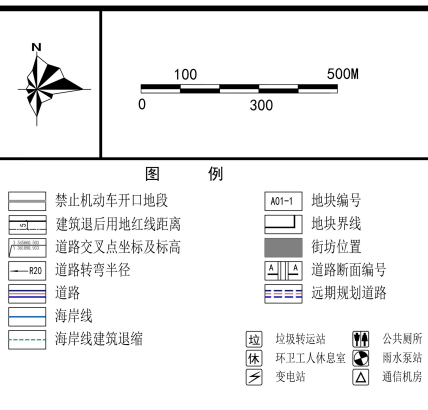 N
100 500M
0 300
图 例
禁止机动车开口地段
建筑退后用地红线距离
道路交叉点坐标及标高
R20 道路转弯半径
道路
海岸线
海岸线建筑退缩
A01-1 地块编号
地块界线
街坊位置
A A 道路断面编号
远期规划道路
垃 垃圾转运站
休 环卫工人休息室
变电站
公共厕所
雨水泵站
通信机房